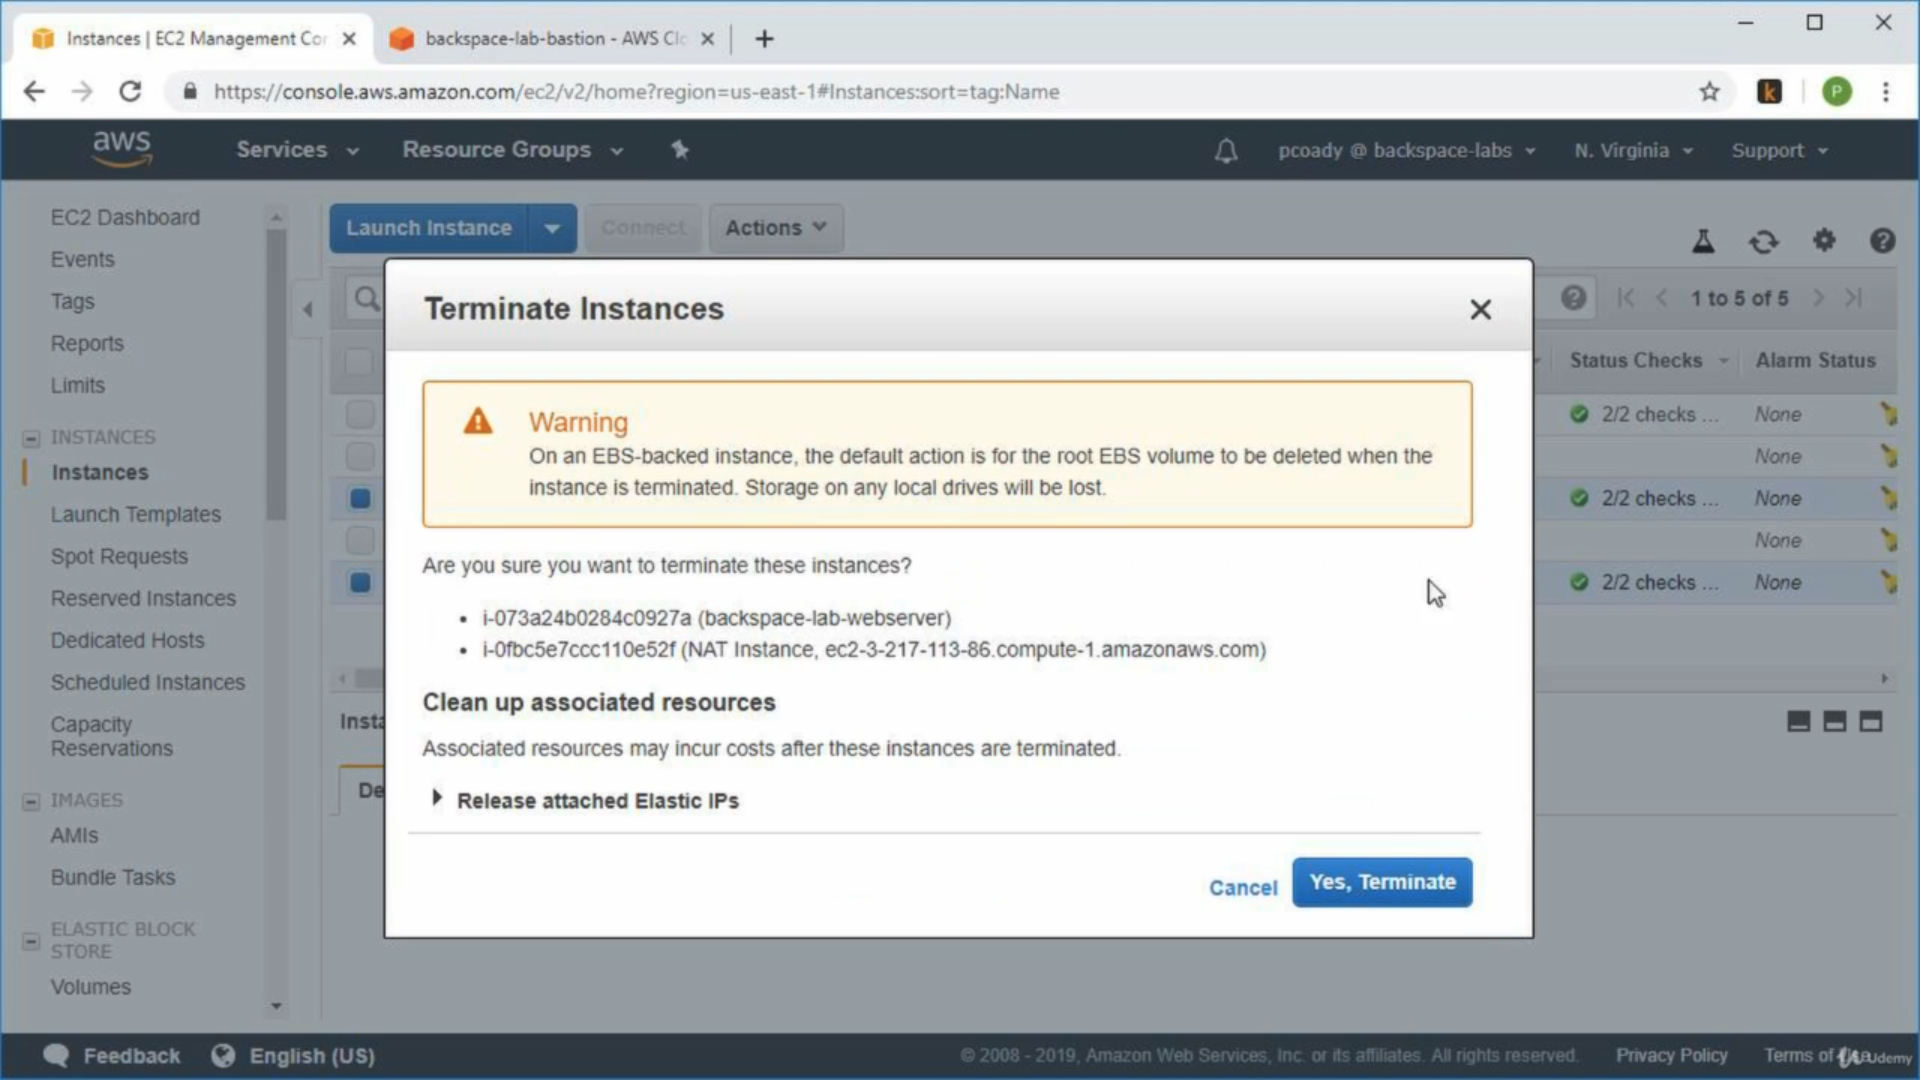 Instances | EC2 Management Cor
backspace-lab-bastion - AWS Clo
https://console.aws.amazon.com/ec2/v2/home?region=us-east-1#Instances:sort=tag:Name
k
P
aws
Services
Resource Groups
pcoady @ backspace-labs
N. Virginia
Support
EC2 Dashboard
Events
Tags
Reports
Limits
INSTANCES
Instances
Launch Templates
Spot Requests
Reserved Instances
Dedicated Hosts
Scheduled Instances
Capacity
Reservations
IMAGES
AMIs
Bundle Tasks
ELASTIC BLOCK
STORE
Volumes
Launch Instance
Connect
Actions
1 to 5 of 5
Status Checks
Alarm Status
2/2 checks ...
None
None
2/2 checks ...
None
None
2/2 checks ...
None
Insta
De
Terminate Instances
Warning
On an EBS-backed instance, the default action is for the root EBS volume to be deleted when the
instance is terminated. Storage on any local drives will be lost.
Are you sure you want to terminate these instances?
• i-073a24b0284c0927a (backspace-lab-webserver)
• i-0fbc5e7ccc110e52f (NAT Instance, ec2-3-217-113-86.compute-1.amazonaws.com)
Clean up associated resources
Associated resources may incur costs after these instances are terminated.
Release attached Elastic IPs
Cancel
Yes, Terminate
Feedback
English (US)
© 2008 - 2019, Amazon Web Services, Inc. or its affiliates. All rights reserved.
Privacy Policy
Terms of Use
Udemy